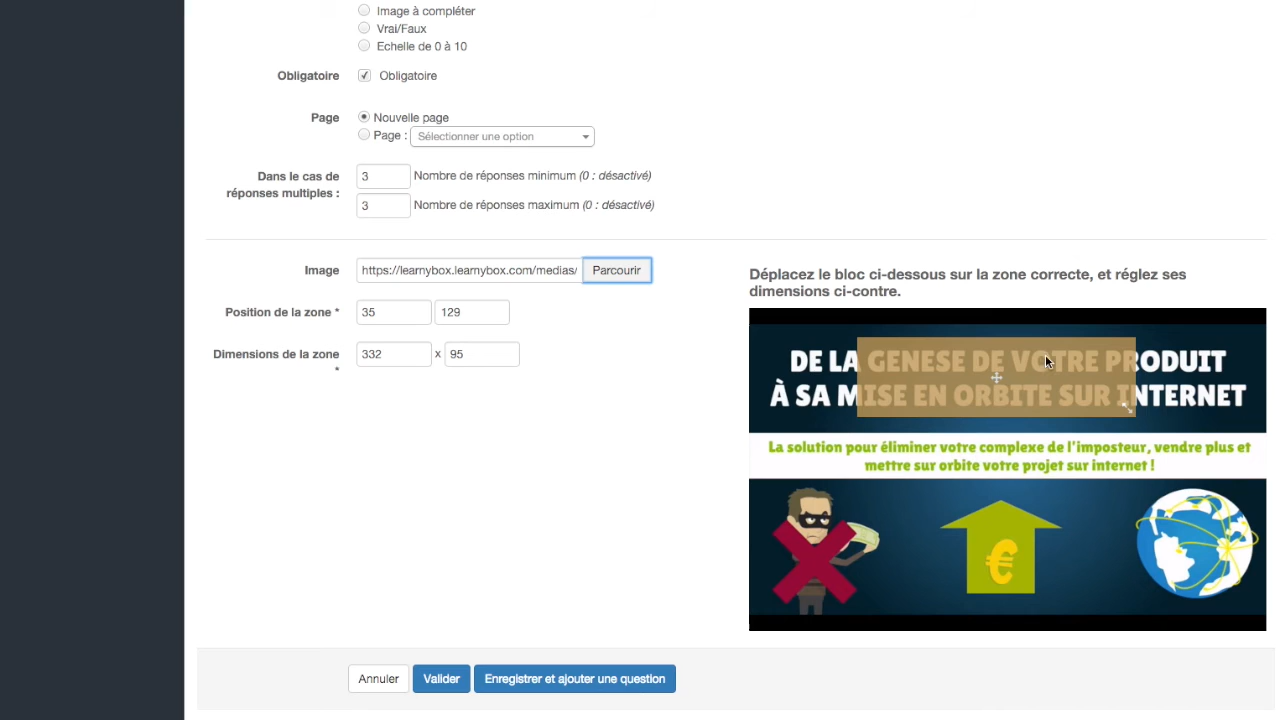 Image à compléter
Vrai/Faux
Echelle de 0 à 10
Obligatoire Obligatoire
Page Nouvelle page
Page : Sélectionner une option
Dans le cas de réponses multiples : 3 Nombre de réponses minimum (0 : désactivé)
3 Nombre de réponses maximum (0 : désactivé)
Image https://learnybox.learnybox.com/medias/ Parcourir
Position de la zone * 35 129
Dimensions de la zone * 332 x 95
Déplacez le bloc ci-dessous sur la zone correcte, et réglez ses
dimensions ci-contre.
DE LA GENESE DE VOTRE PRODUIT
À SA MISE EN ORBITE SUR INTERNET
La solution pour éliminer votre complexe de l'imposteur, vendre plus et
mettre sur orbite votre projet sur internet !
€
Annuler Valider Enregistrer et ajouter une question